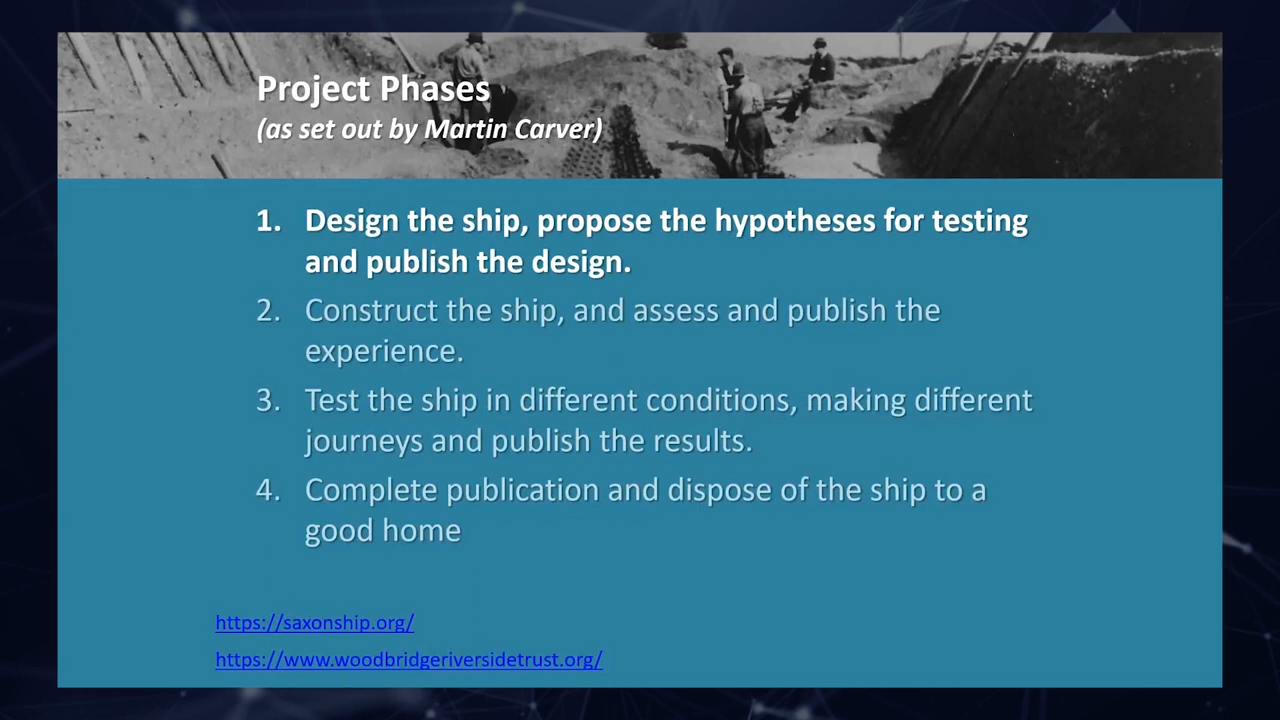 Project Phases
(as set out by Martin Carver)
1. Design the ship, propose the hypotheses for testing
and publish the design.
2. Construct the ship, and assess and publish the
experience.
3. Test the ship in different conditions, making different
journeys and publish the results.
4. Complete publication and dispose of the ship to a
good home
https://saxonship.org/
https://www.woodbridgeriversidetrust.org/